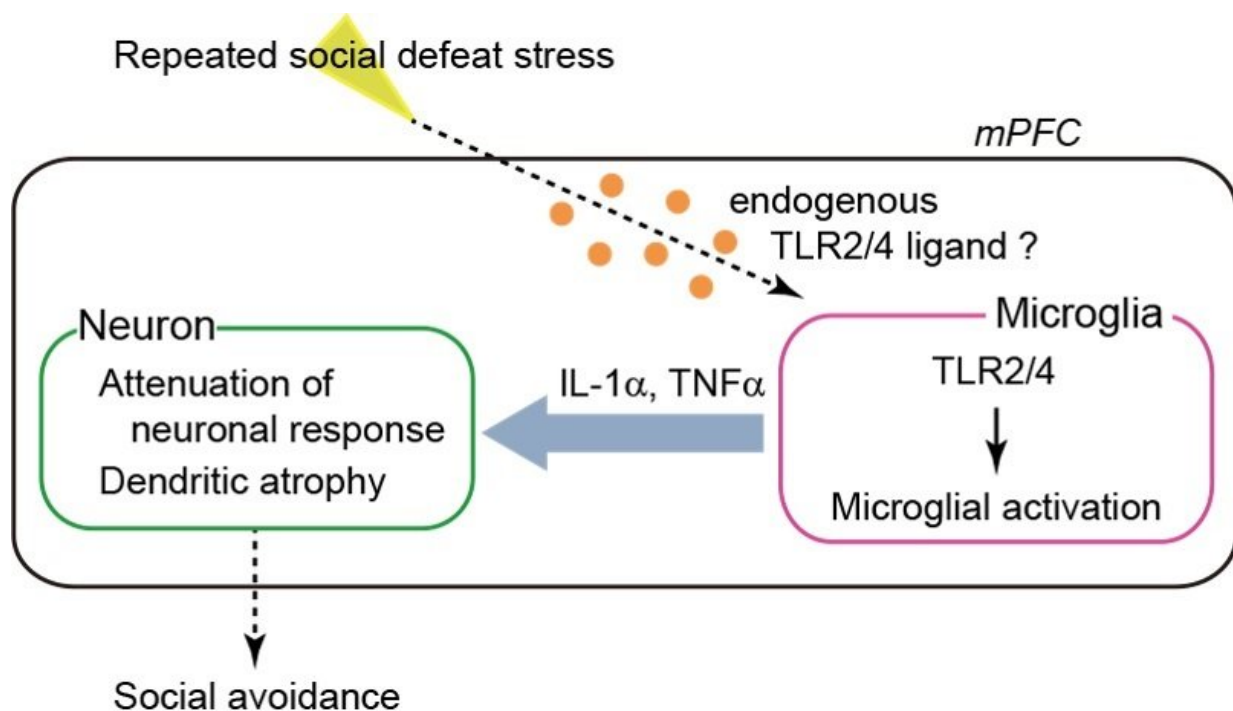 Repeated social defeat stress
mPFC
endogenous
TLR2/4 ligand ?
Neuron
Attenuation of
neuronal response
Dendritic atrophy
IL-1α, TNFα
Microglia
TLR2/4
Microglial activation
Social avoidance